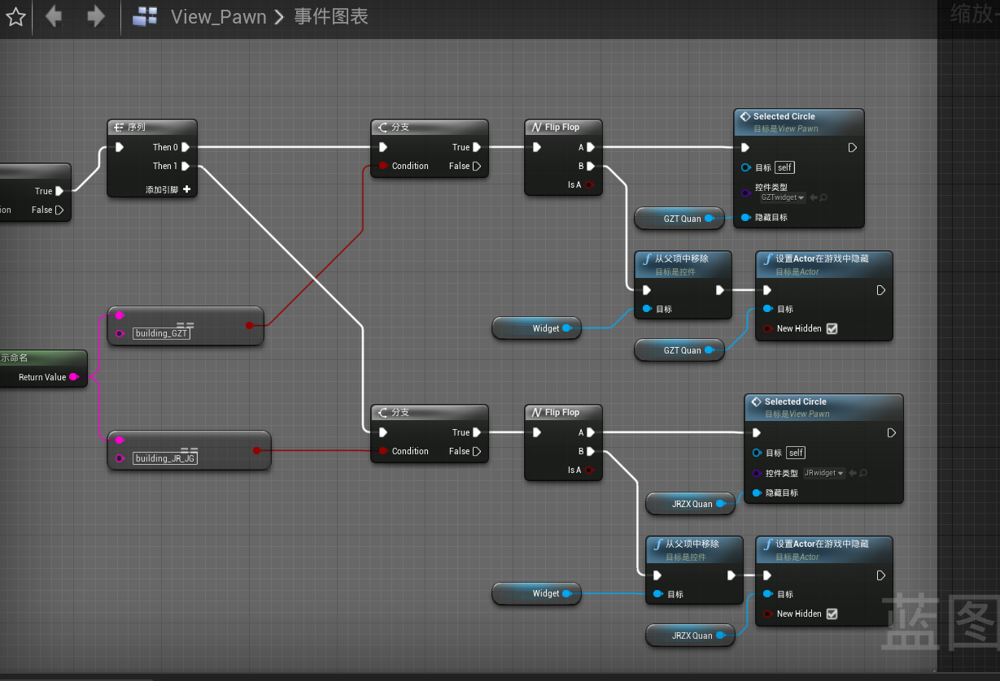 View_Pawn > 事件图表
缩放
True
ion
False
序列
Then 0
Then 1
添加引脚 +
分支
True
Condition
False
Flip Flop
A
B
Is A
Selected Circle
目标是View Pawn
目标 self
控件类型
GZTwidget
隐藏目标
GZT Quan
从父项中移除
目标是控件
目标
设置Actor在游戏中隐藏
目标是Actor
目标
New Hidden
Widget
GZT Quan
==
building_GZT
示命名
Return Value
==
building_JR_JG
分支
True
Condition
False
Flip Flop
A
B
Is A
Selected Circle
目标是View Pawn
目标 self
控件类型 JRwidget
隐藏目标
JRZX Quan
从父项中移除
目标是控件
目标
设置Actor在游戏中隐藏
目标是Actor
目标
New Hidden
Widget
JRZX Quan
蓝图